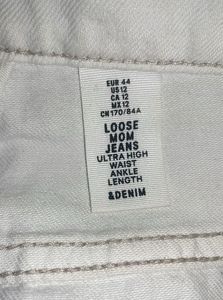 EUR 44
US 12
CA 12
MX 12
CN 170/84A
LOOSE
MOM
JEANS
ULTRA HIGH
WAIST
ANKLE
LENGTH
&DENIM